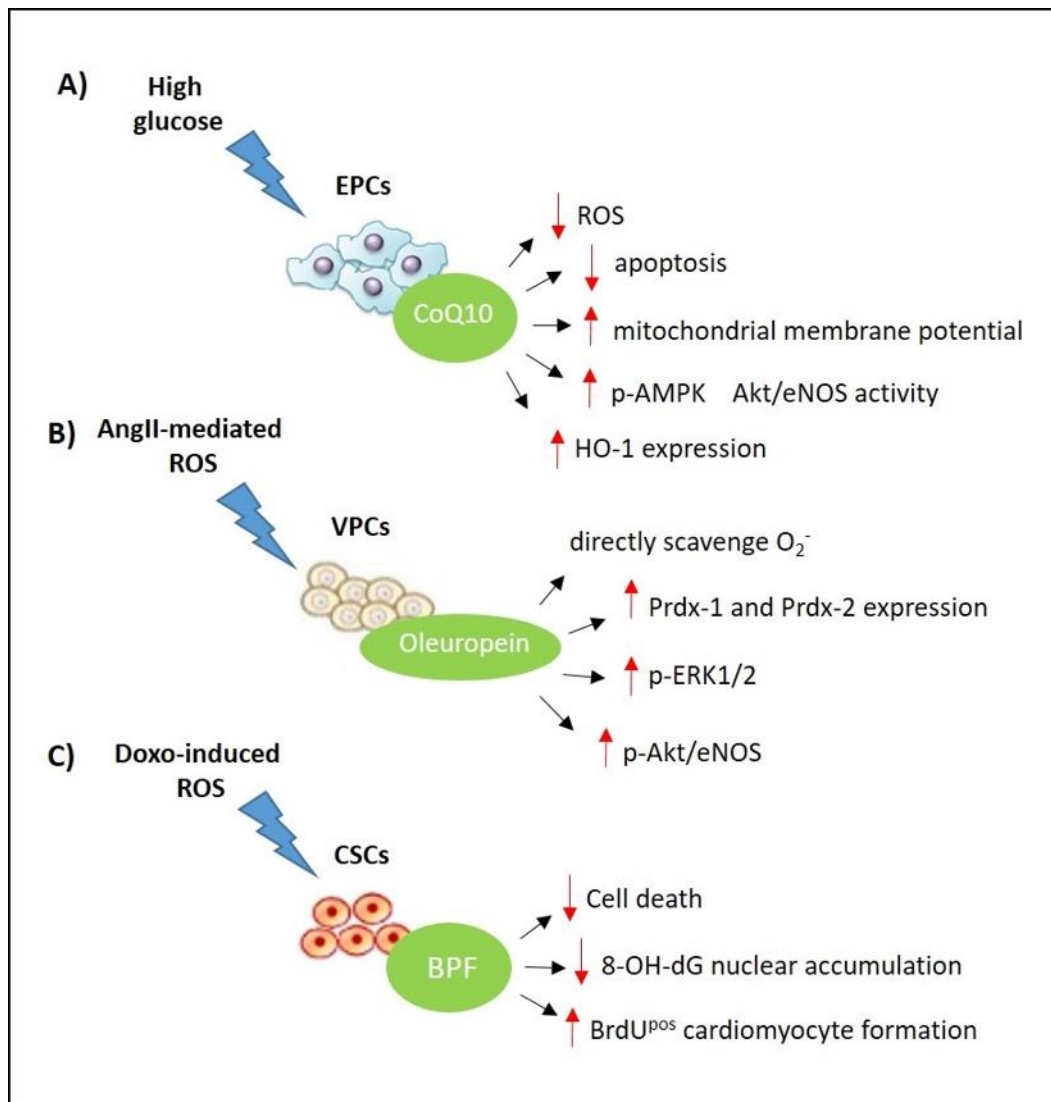 A)
High
glucose
EPCs
ROS
apoptosis
CoQ10
mitochondrial membrane potential
p-AMPK Akt/eNOS activity
HO-1 expression
B)
AngII-mediated
ROS
VPCs
directly scavenge O₂⁻
Prdx-1 and Prdx-2 expression
Oleuropein
p-ERK1/2
p-Akt/eNOS
C)
Doxo-induced
ROS
CSCs
Cell death
BPF
8-OH-dG nuclear accumulation
BrdUᵖᵒˢ cardiomyocyte formation